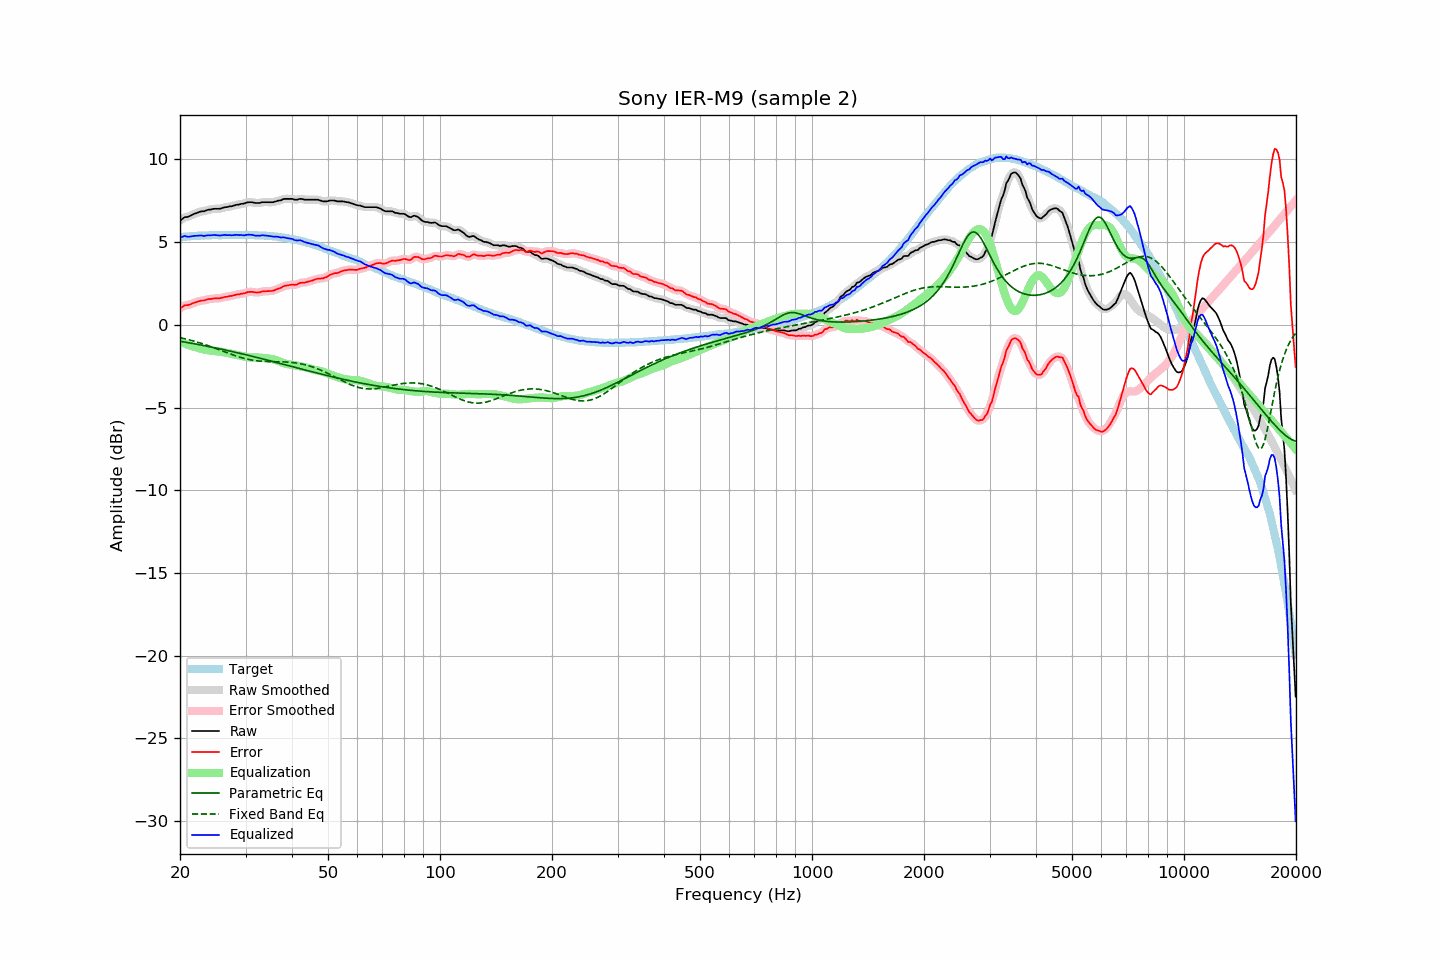 Sony IER-M9 (sample 2)
10
5
0
−5
−10
−15
−20
−25
−30
Amplitude (dBr)
Target
Raw Smoothed
Error Smoothed
Raw
Error
Equalization
Parametric Eq
Fixed Band Eq
Equalized
20 50 100 200 500 1000 2000 5000 10000 20000
Frequency (Hz)